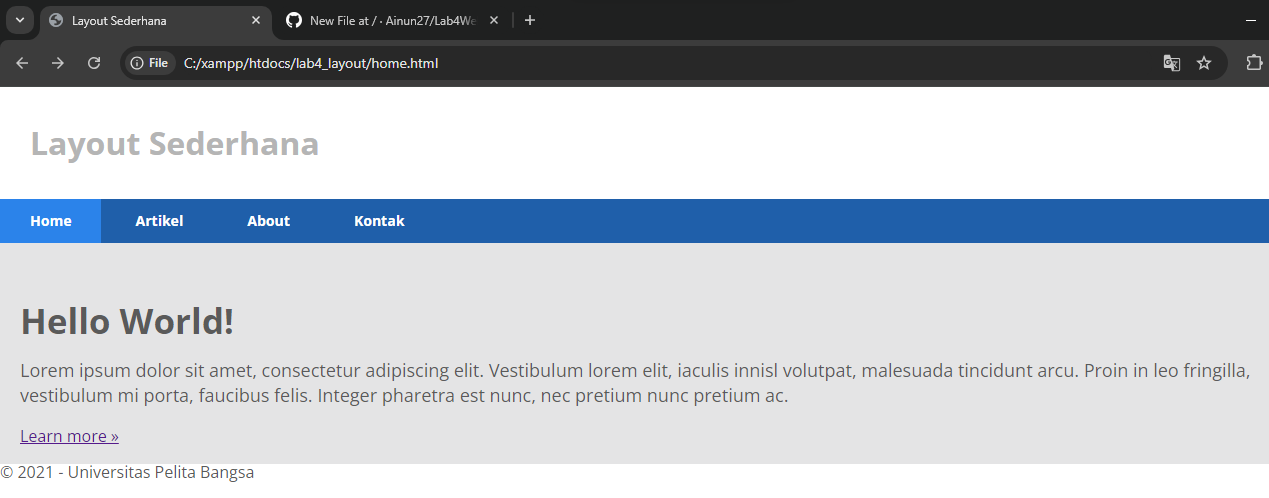 Layout Sederhana
New File at / · Ainun27/Lab4We
File
C:/xampp/htdocs/lab4_layout/home.html
Layout Sederhana
Home Artikel About Kontak
Hello World!
Lorem ipsum dolor sit amet, consectetur adipiscing elit. Vestibulum lorem elit, iaculis innisl volutpat, malesuada tincidunt arcu. Proin in leo fringilla,
vestibulum mi porta, faucibus felis. Integer pharetra est nunc, nec pretium nunc pretium ac.
Learn more »
© 2021 - Universitas Pelita Bangsa